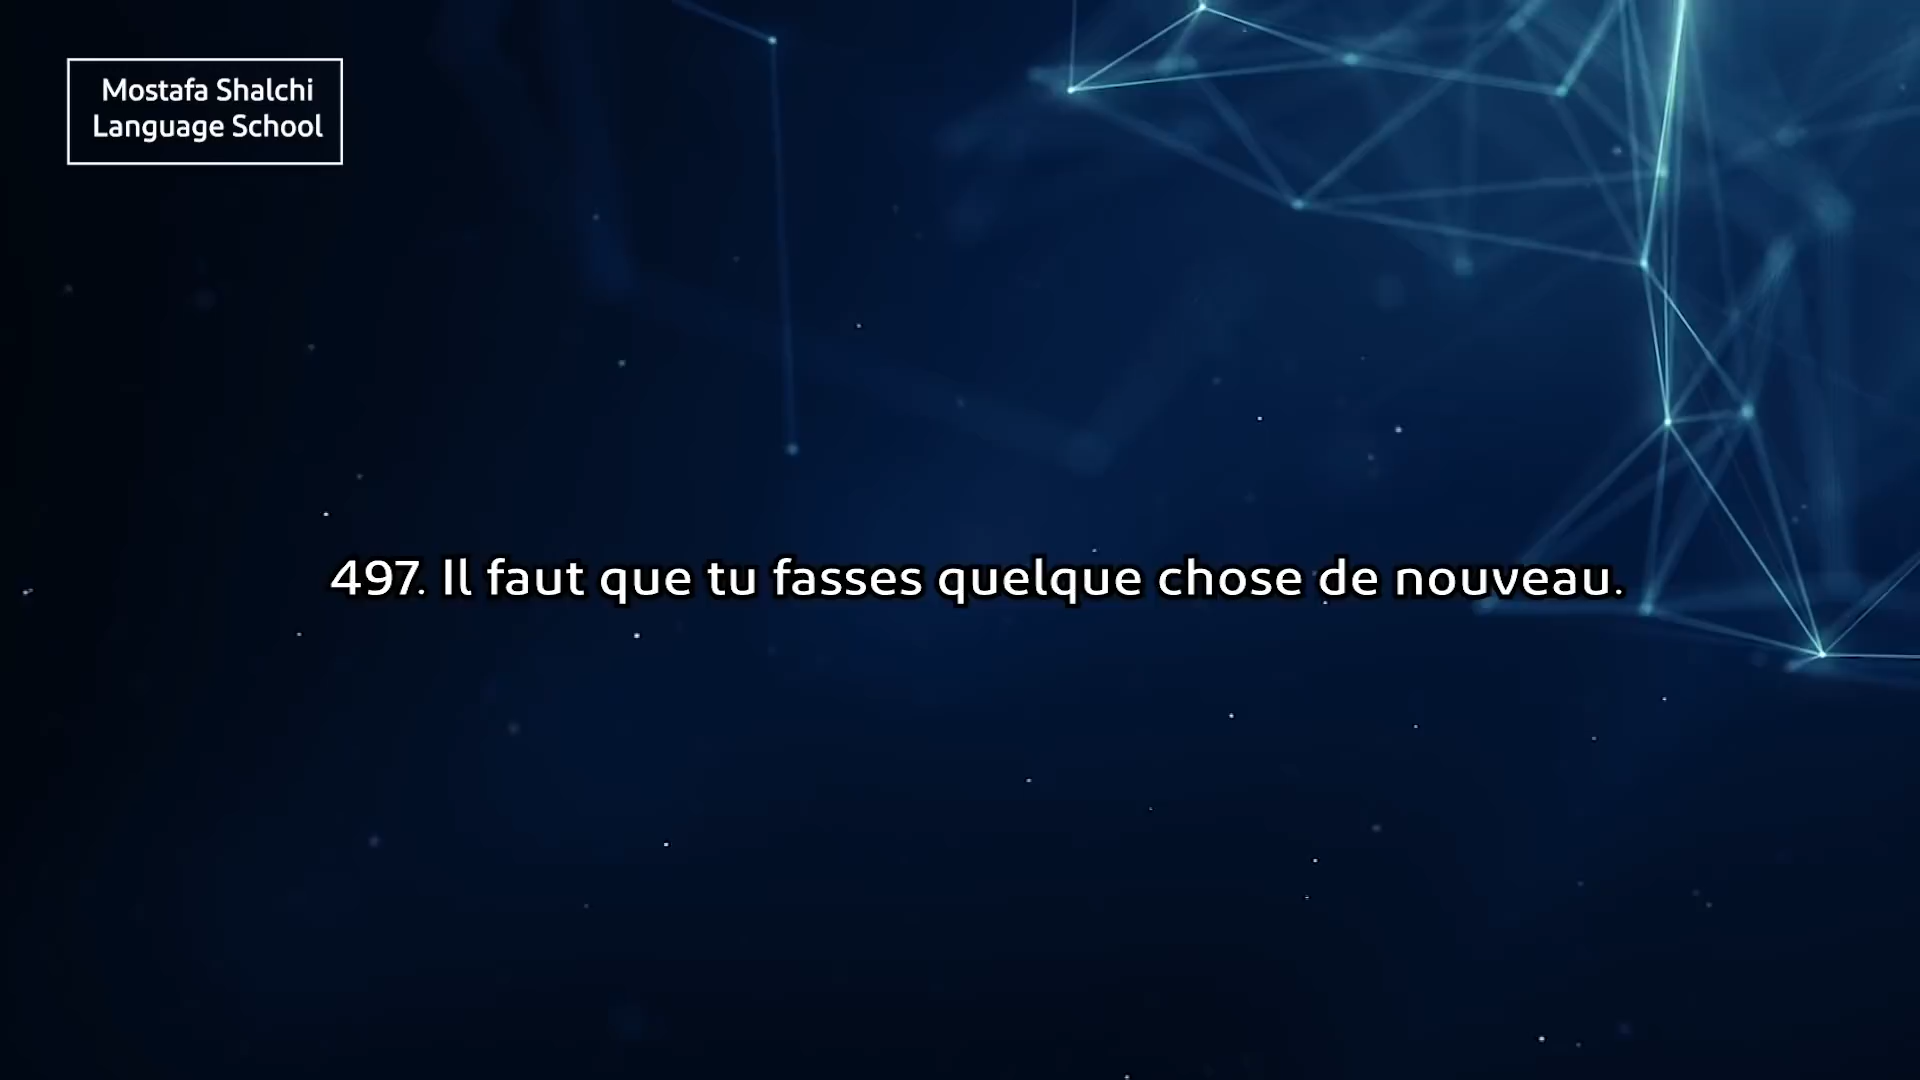 Mostafa Shalchi
Language School
497. Il faut que tu fasses quelque chose de nouveau.